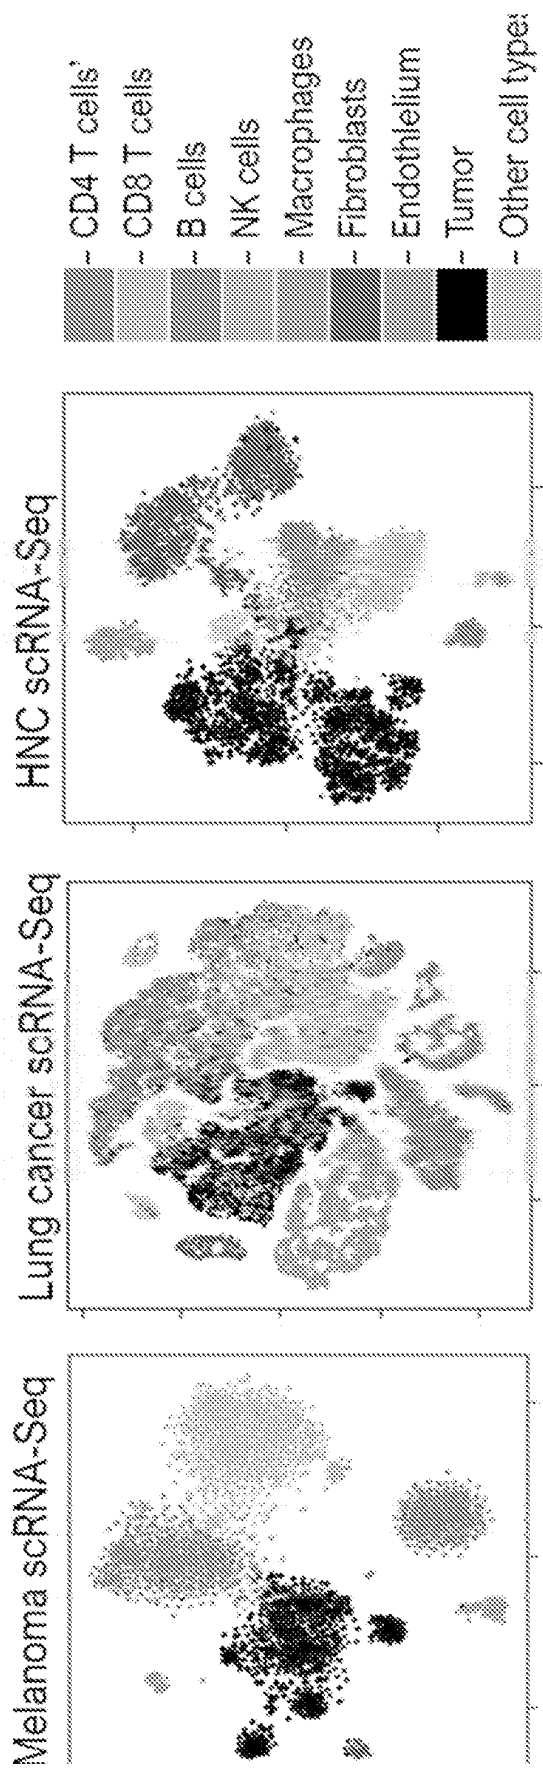 Melanoma scRNA-Seq
Lung cancer scRNA-Seq
HNC scRNA-Seq
CD4 T cells'
CD8 T cells
B cells
NK cells
Macrophages
Fibroblasts
Endothlelium
Tumor
Other cell types